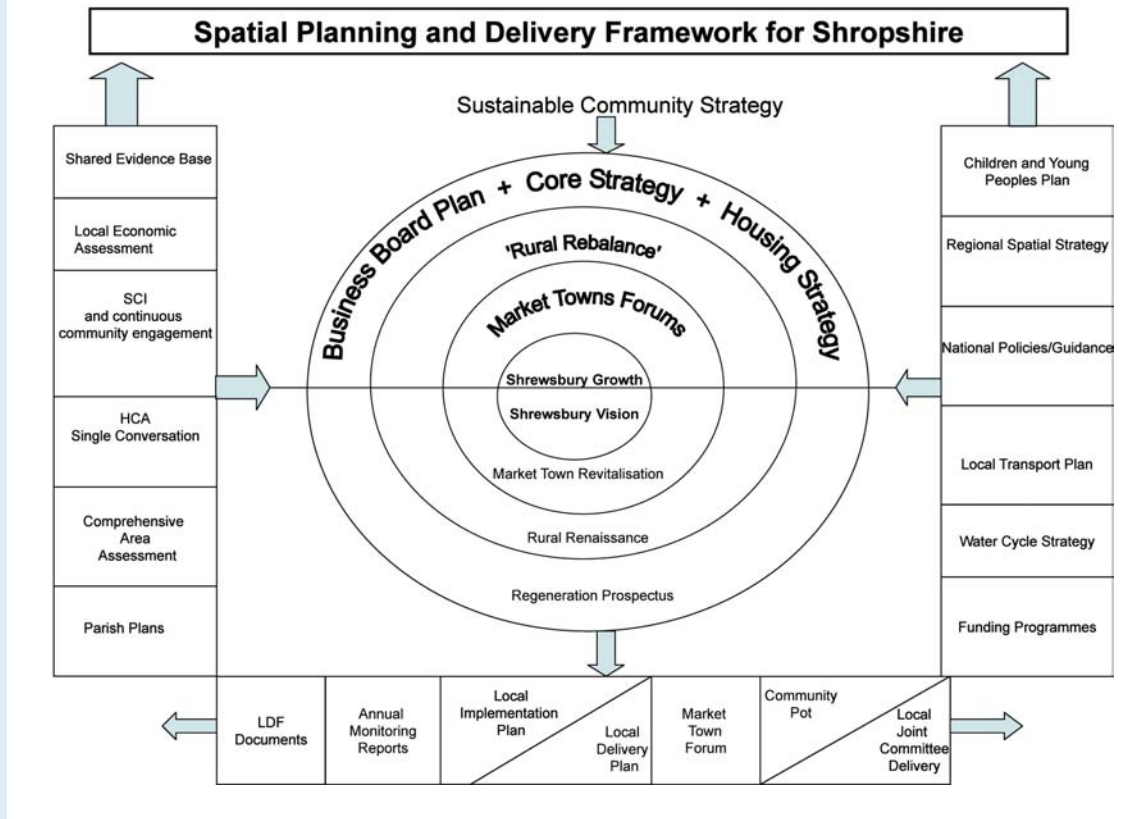 Spatial Planning and Delivery Framework for Shropshire
Sustainable Community Strategy
Shared Evidence Base
Local Economic
Assessment
SCI
and continuous
community engagement
HCA
Single Conversation
Comprehensive
Area
Assessment
Parish Plans
Business Board Plan + Core Strategy + Housing Strategy
'Rural Rebalance'
Market Towns Forums
Shrewsbury Growth
Shrewsbury Vision
Market Town Revitalisation
Rural Renaissance
Regeneration Prospectus
Children and Young
Peoples Plan
Regional Spatial Strategy
National Policies/Guidance
Local Transport Plan
Water Cycle Strategy
Funding Programmes
LDF
Documents
Annual
Monitoring
Reports
Local
Implementation
Plan
Local
Delivery
Plan
Market
Town
Forum
Community
Pot
Local
Joint
Committee
Delivery